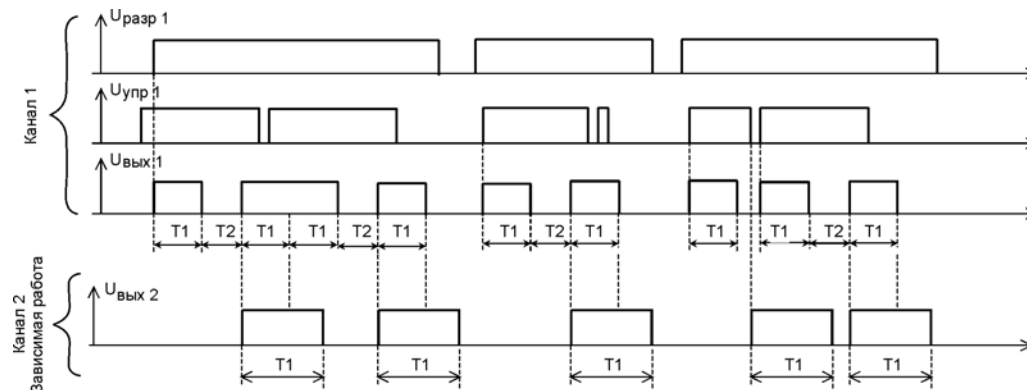 Канал 1
Uразр 1
Uупр 1
Uвых 1
T1 T2 T1 T1 T2 T1 T1 T2 T1 T1 T1 T2 T1
Канал 2
Зависимая работа
Uвых 2
T1 T1 T1 T1 T1